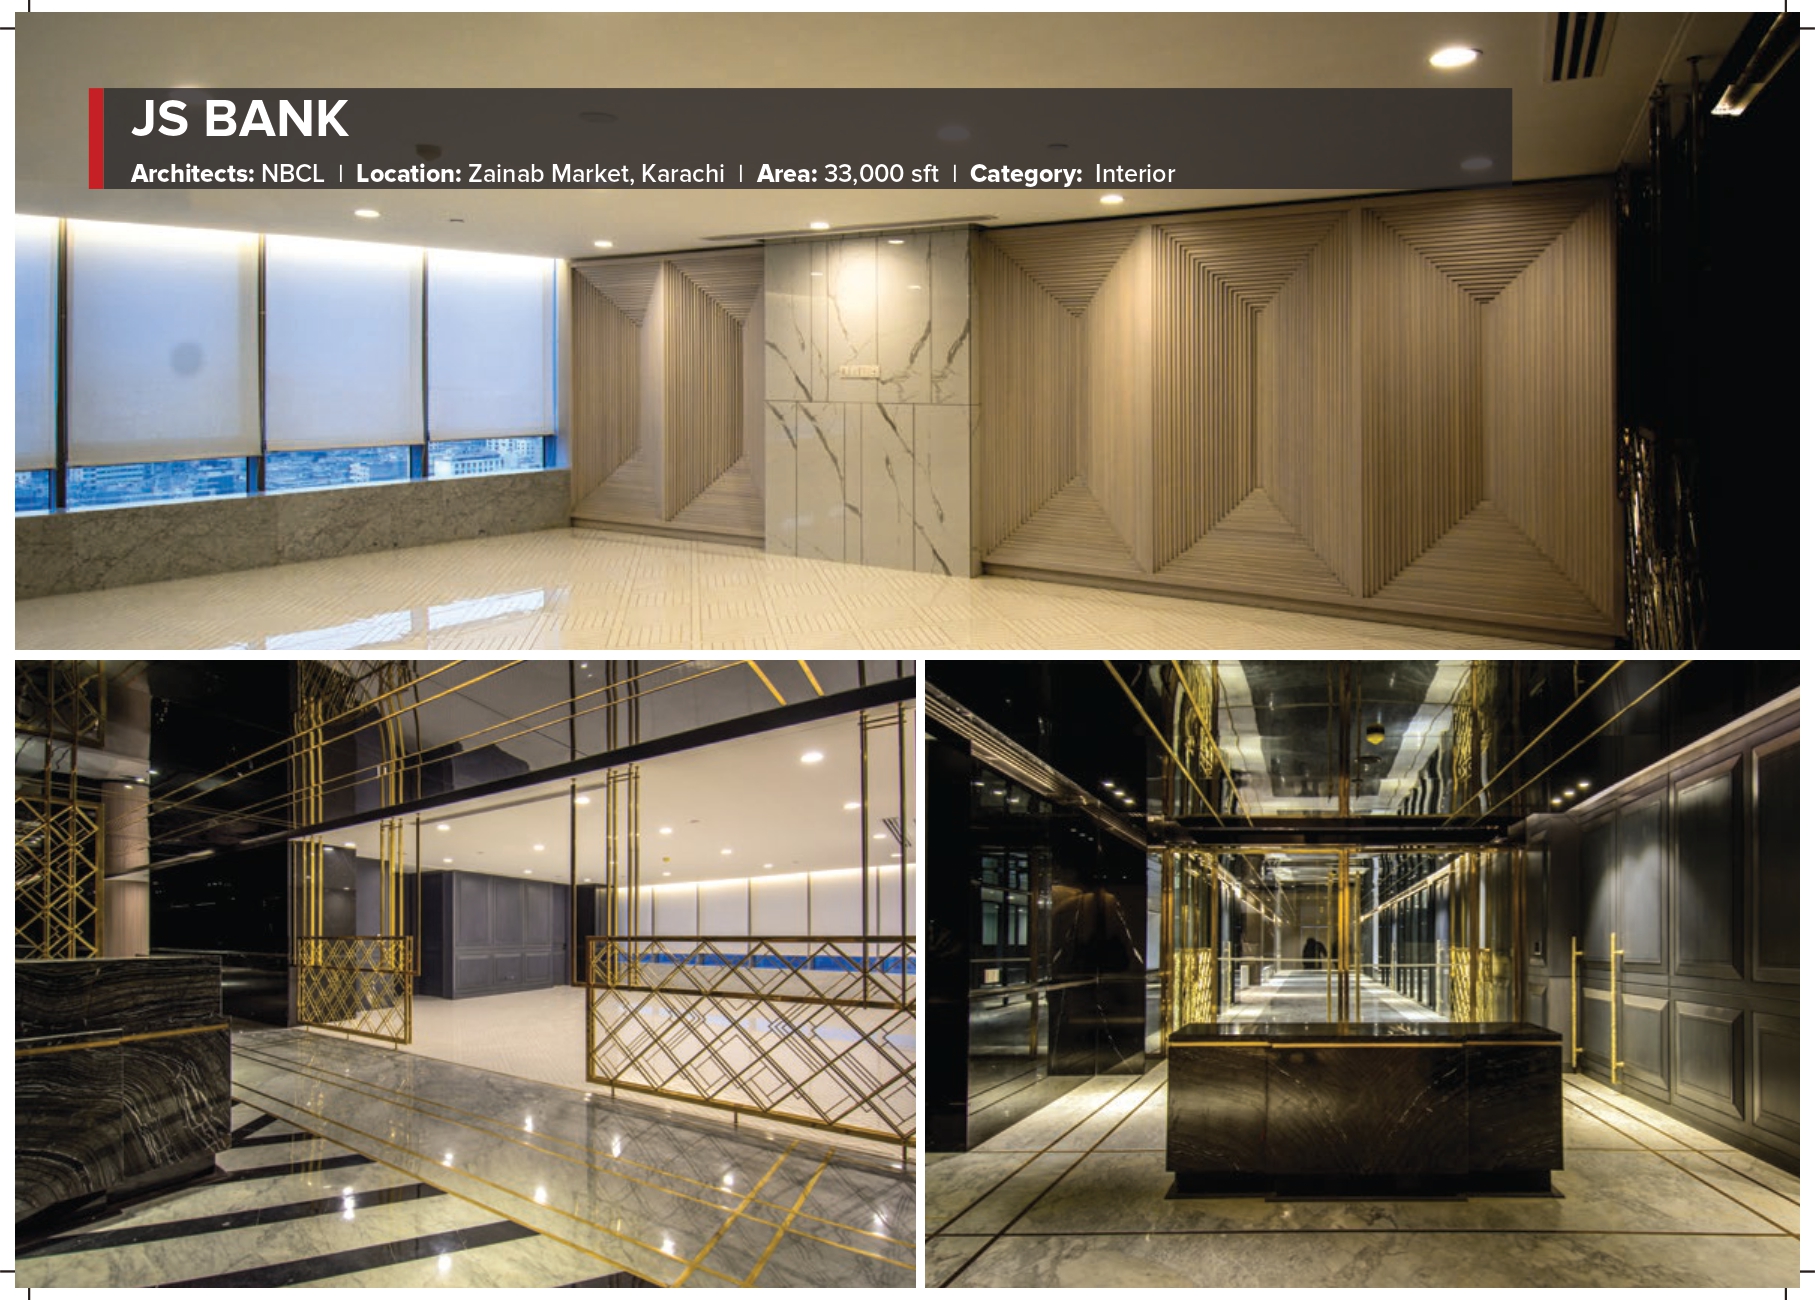 JS BANK
Architects: NBCL | Location: Zainab Market, Karachi | Area: 33,000 sft | Category: Interior